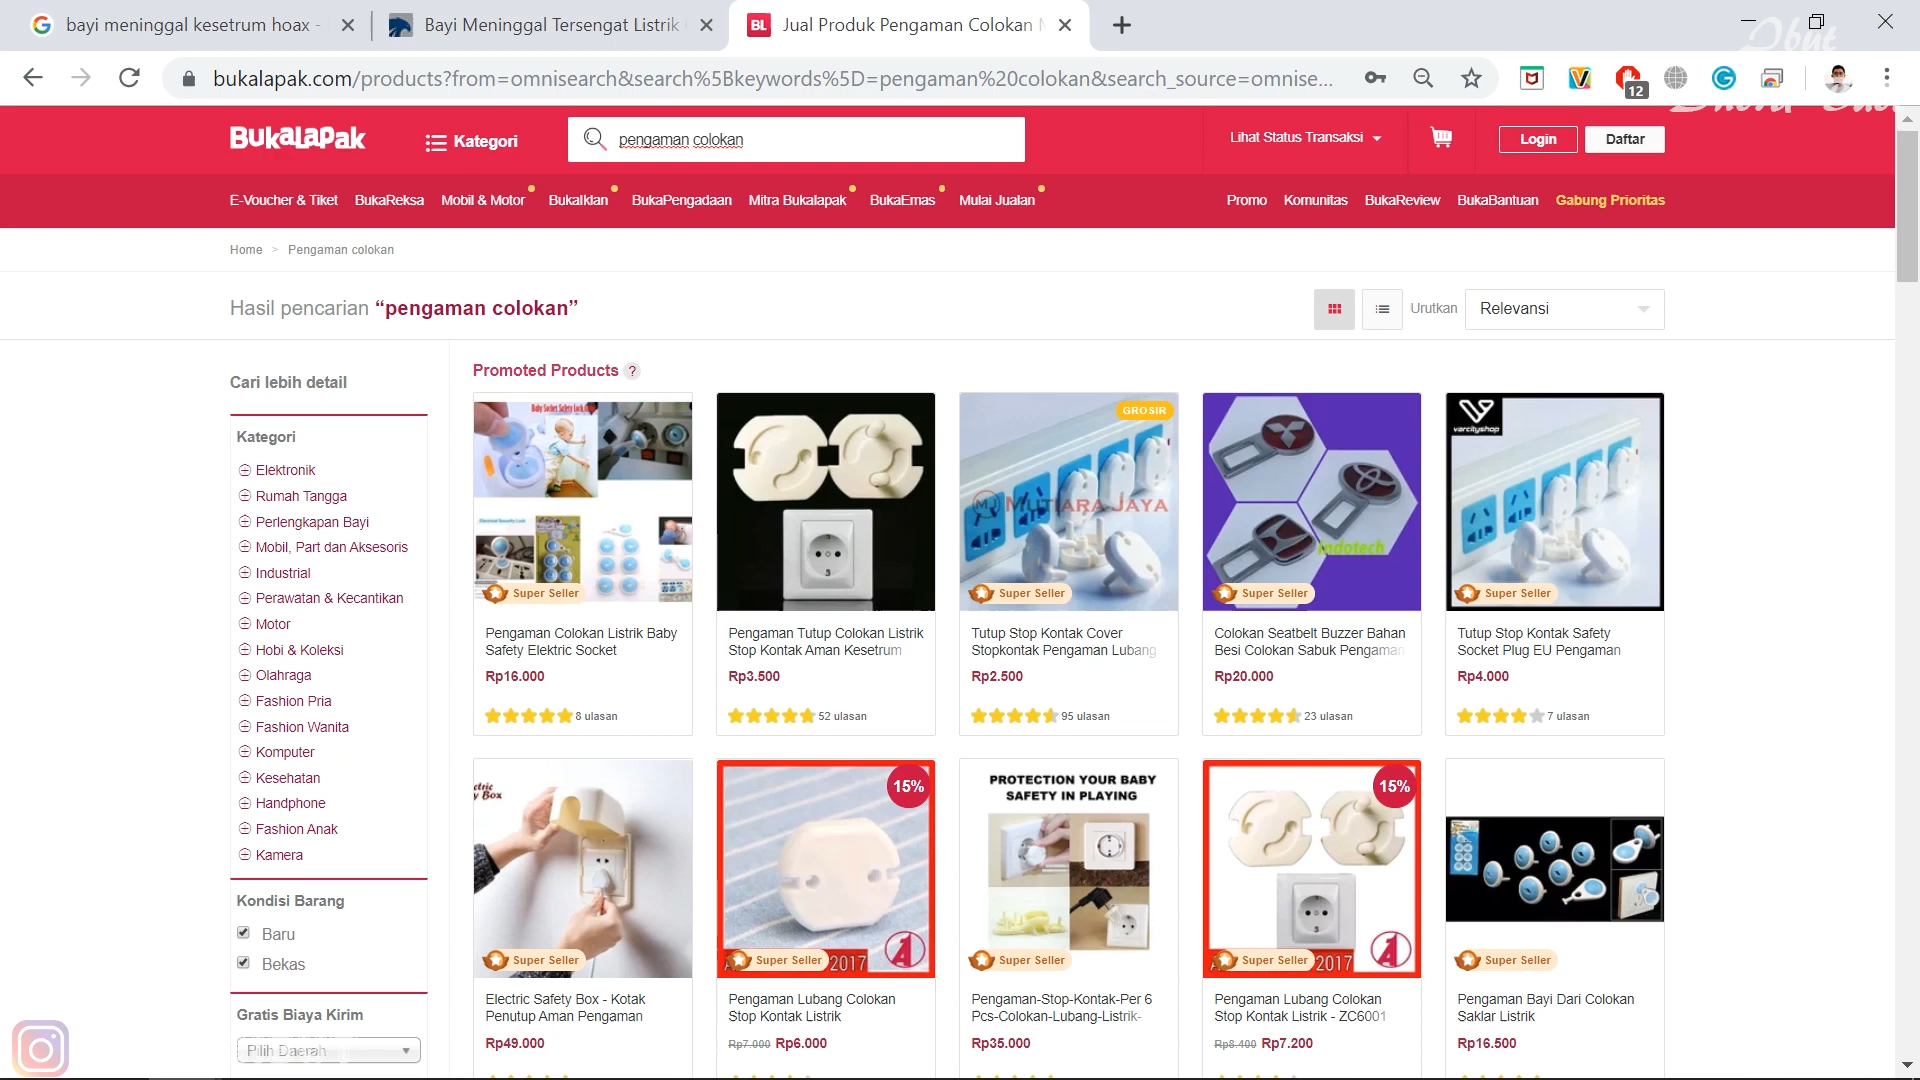 bayi meninggal kesetrum hoax -
Bayi Meninggal Tersengat Listrik
BL
Jual Produk Pengaman Colokan
bukalapak.com/products?from=omnisearch&search%5Bkeywords%5D=pengaman%20colokan&search_source=omnise...
12
BukaLapak
Kategori
pengaman colokan
Lihat Status Transaksi
Login
Daftar
E-Voucher & Tiket
BukaReksa
Mobil & Motor
BukaIklan
BukaPengadaan
Mitra Bukalapak
BukaEmas
Mulai Jualan
Promo
Komunitas
BukaReview
BukaBantuan
Gabung Prioritas
Home > Pengaman colokan
Hasil pencarian “pengaman colokan”
Urutkan
Relevansi
Cari lebih detail
Kategori
Elektronik
Rumah Tangga
Perlengkapan Bayi
Mobil, Part dan Aksesoris
Industrial
Perawatan & Kecantikan
Motor
Hobi & Koleksi
Olahraga
Fashion Pria
Fashion Wanita
Komputer
Kesehatan
Handphone
Fashion Anak
Kamera
Kondisi Barang
Baru
Bekas
Gratis Biaya Kirim
Pilih Daerah
Promoted Products ?
Super Seller
Pengaman Colokan Listrik Baby
Safety Elektric Socket
Rp16.000
8 ulasan
Pengaman Tutup Colokan Listrik
Stop Kontak Aman Kesetrum
Rp3.500
52 ulasan
GROSIR
MJ MUTIARA JAYA
Super Seller
Tutup Stop Kontak Cover
Stopkontak Pengaman Lubang
Rp2.500
95 ulasan
Indotech
Super Seller
Colokan Seatbelt Buzzer Bahan
Besi Colokan Sabuk Pengaman
Rp20.000
23 ulasan
varcityshop
Super Seller
Tutup Stop Kontak Safety
Socket Plug EU Pengaman
Rp4.000
7 ulasan
Super Seller
Electric Safety Box - Kotak
Penutup Aman Pengaman
Rp49.000
15%
Super Seller
2017
Pengaman Lubang Colokan
Stop Kontak Listrik
Rp7.000 Rp6.000
PROTECTION YOUR BABY
SAFETY IN PLAYING
Super Seller
Pengaman-Stop-Kontak-Per 6
Pcs-Colokan-Lubang-Listrik-
Rp35.000
15%
Super Seller
2017
Pengaman Lubang Colokan
Stop Kontak Listrik - ZC6001
Rp8.400 Rp7.200
Super Seller
Pengaman Bayi Dari Colokan
Saklar Listrik
Rp16.500